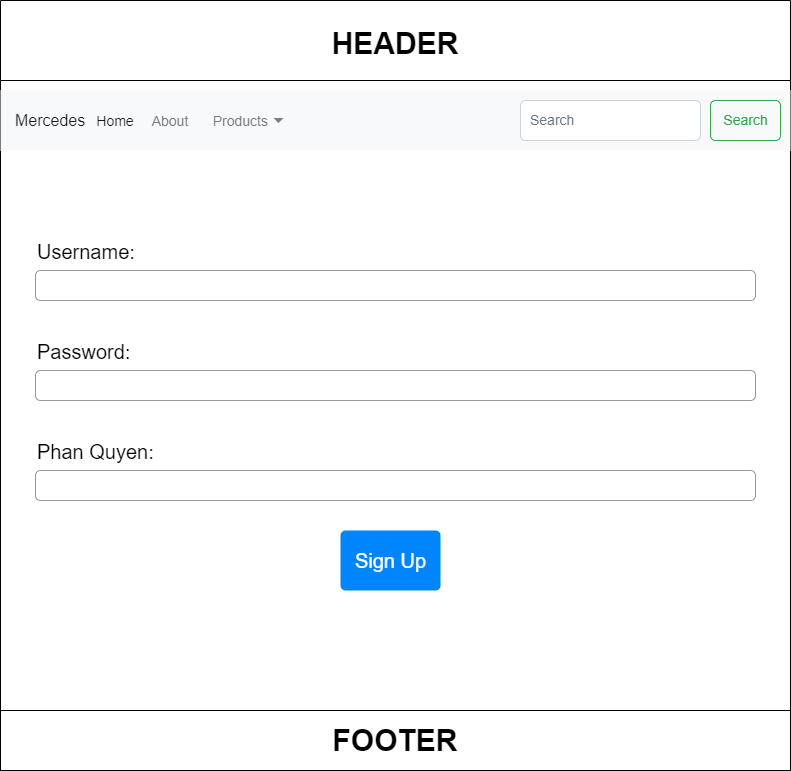 HEADER
Mercedes Home About Products Search Search
Username:
Password:
Phan Quyen:
Sign Up
FOOTER